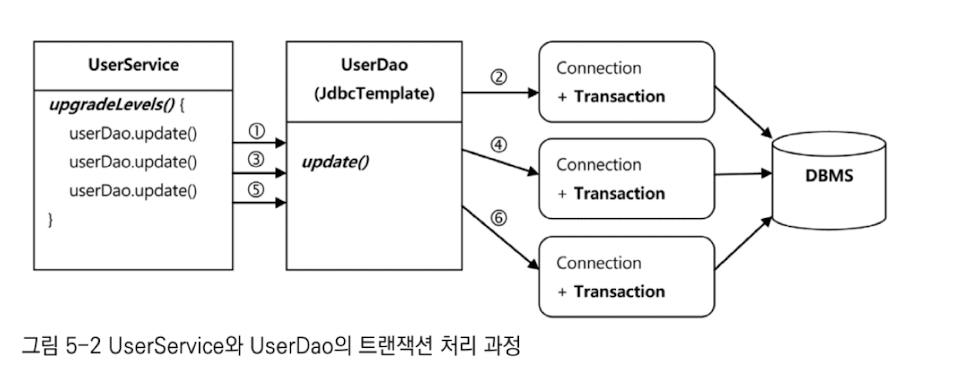 UserService
upgradeLevels() {
userDao.update()
userDao.update()
userDao.update()
}
①
③
⑤
UserDao
(JdbcTemplate)
update()
②
④
⑥
Connection
+ Transaction
Connection
+ Transaction
Connection
+ Transaction
DBMS
그림 5-2 UserService와 UserDao의 트랜잭션 처리 과정